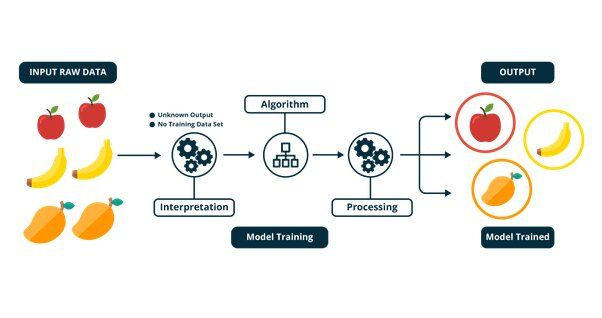 INPUT RAW DATA
OUTPUT
Algorithm
Unknown Output
No Training Data Set
Interpretation
Processing
Model Training
Model Trained